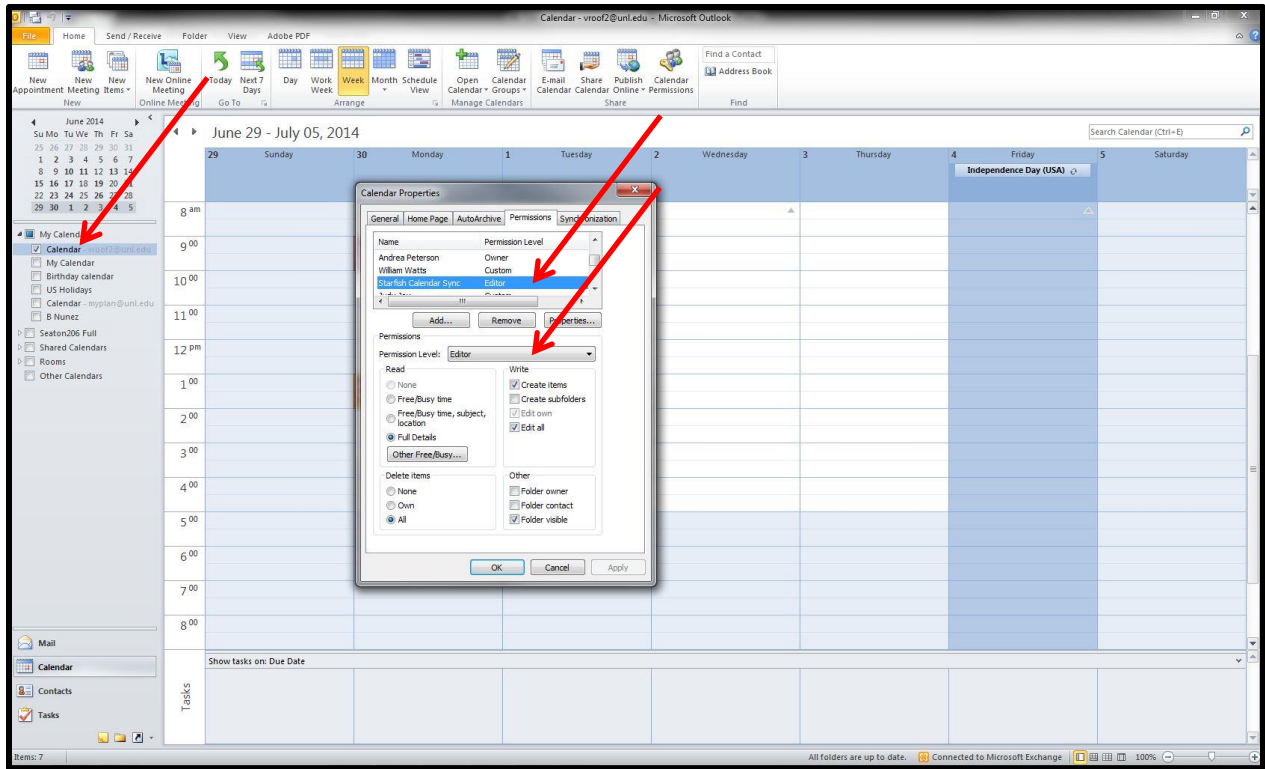 Calendar - vroof2@unl.edu - Microsoft Outlook
File Home Send / Receive Folder View Adobe PDF
New Appointment
New Meeting
New Items
New Online Meeting
Today
Next 7 Days
Day
Work Week
Week
Month
Schedule View
Open Calendar
Calendar Groups
E-mail Calendar
Share Calendar
Publish Online
Calendar Permissions
Find a Contact
Address Book
New Online Meeting Go To Arrange Manage Calendars Share Find
June 2014
Su Mo Tu We Th Fr Sa
25 26 27 28 29 30 31
1 2 3 4 5 6 7
8 9 10 11 12 13 14
15 16 17 18 19 20 21
22 23 24 25 26 27 28
29 30 1 2 3 4 5
My Calendars
Calendar - vroof2@unl.edu
My Calendar
Birthday calendar
US Holidays
Calendar - myplan@unl.edu
B Nunez
Seaton206 Full
Shared Calendars
Rooms
Other Calendars
Mail
Calendar
Contacts
Tasks
June 29 - July 05, 2014
Search Calendar (Ctrl+E)
29 Sunday 30 Monday 1 Tuesday 2 Wednesday 3 Thursday 4 Friday 5 Saturday
Independence Day (USA)
8 am
9 00
10 00
11 00
12 pm
1 00
2 00
3 00
4 00
5 00
6 00
7 00
8 00
Calendar Properties
General Home Page AutoArchive Permissions Synchronization
Name Permission Level
Andrea Peterson Owner
William Watts Custom
Starfish Calendar Sync Editor
Add... Remove Properties...
Permissions
Permission Level: Editor
Read
None
Free/Busy time
Free/Busy time, subject, location
Full Details
Other Free/Busy...
Write
Create items
Create subfolders
Edit own
Edit all
Delete items
None
Own
All
Other
Folder owner
Folder contact
Folder visible
OK Cancel Apply
Show tasks on: Due Date
Tasks
Items: 7
All folders are up to date. Connected to Microsoft Exchange 100%